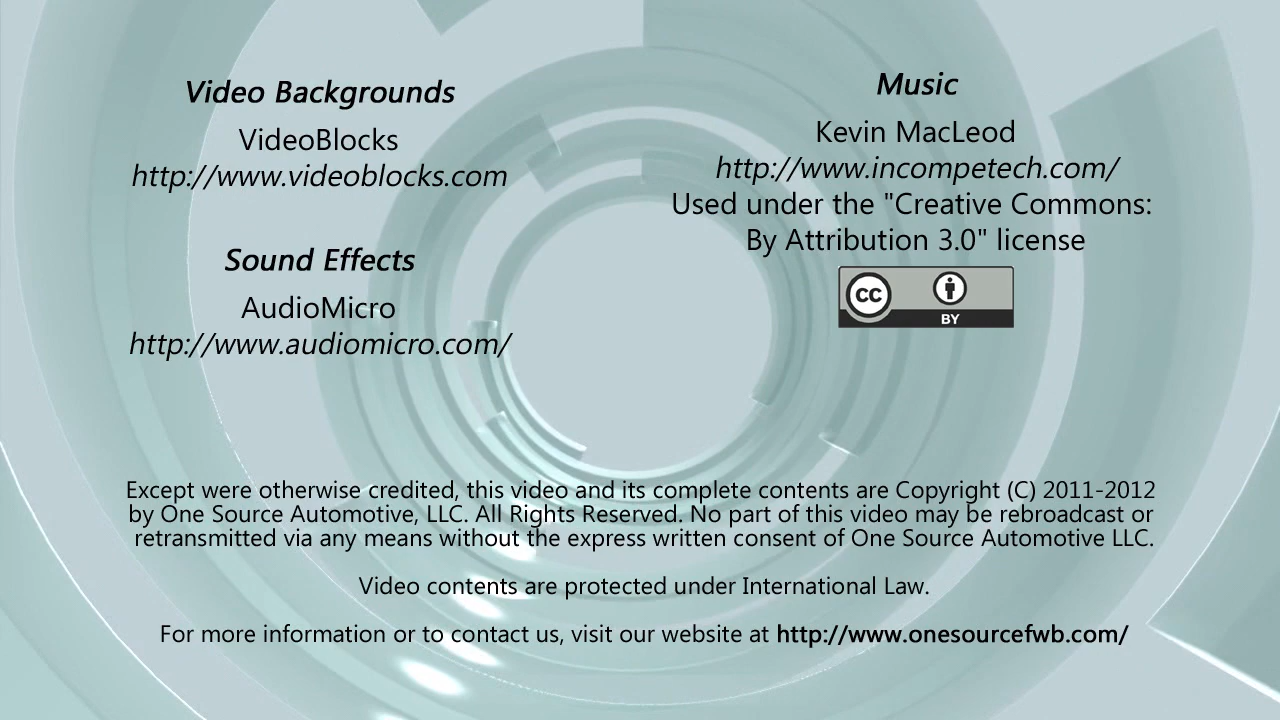 Video Backgrounds
VideoBlocks
http://www.videoblocks.com
Sound Effects
AudioMicro
http://www.audiomicro.com/
Music
Kevin MacLeod
http://www.incompetech.com/
Used under the "Creative Commons:
By Attribution 3.0" license
cc
BY
Except were otherwise credited, this video and its complete contents are Copyright (C) 2011-2012
by One Source Automotive, LLC. All Rights Reserved. No part of this video may be rebroadcast or
retransmitted via any means without the express written consent of One Source Automotive LLC.
Video contents are protected under International Law.
For more information or to contact us, visit our website at http://www.onesourcefwb.com/